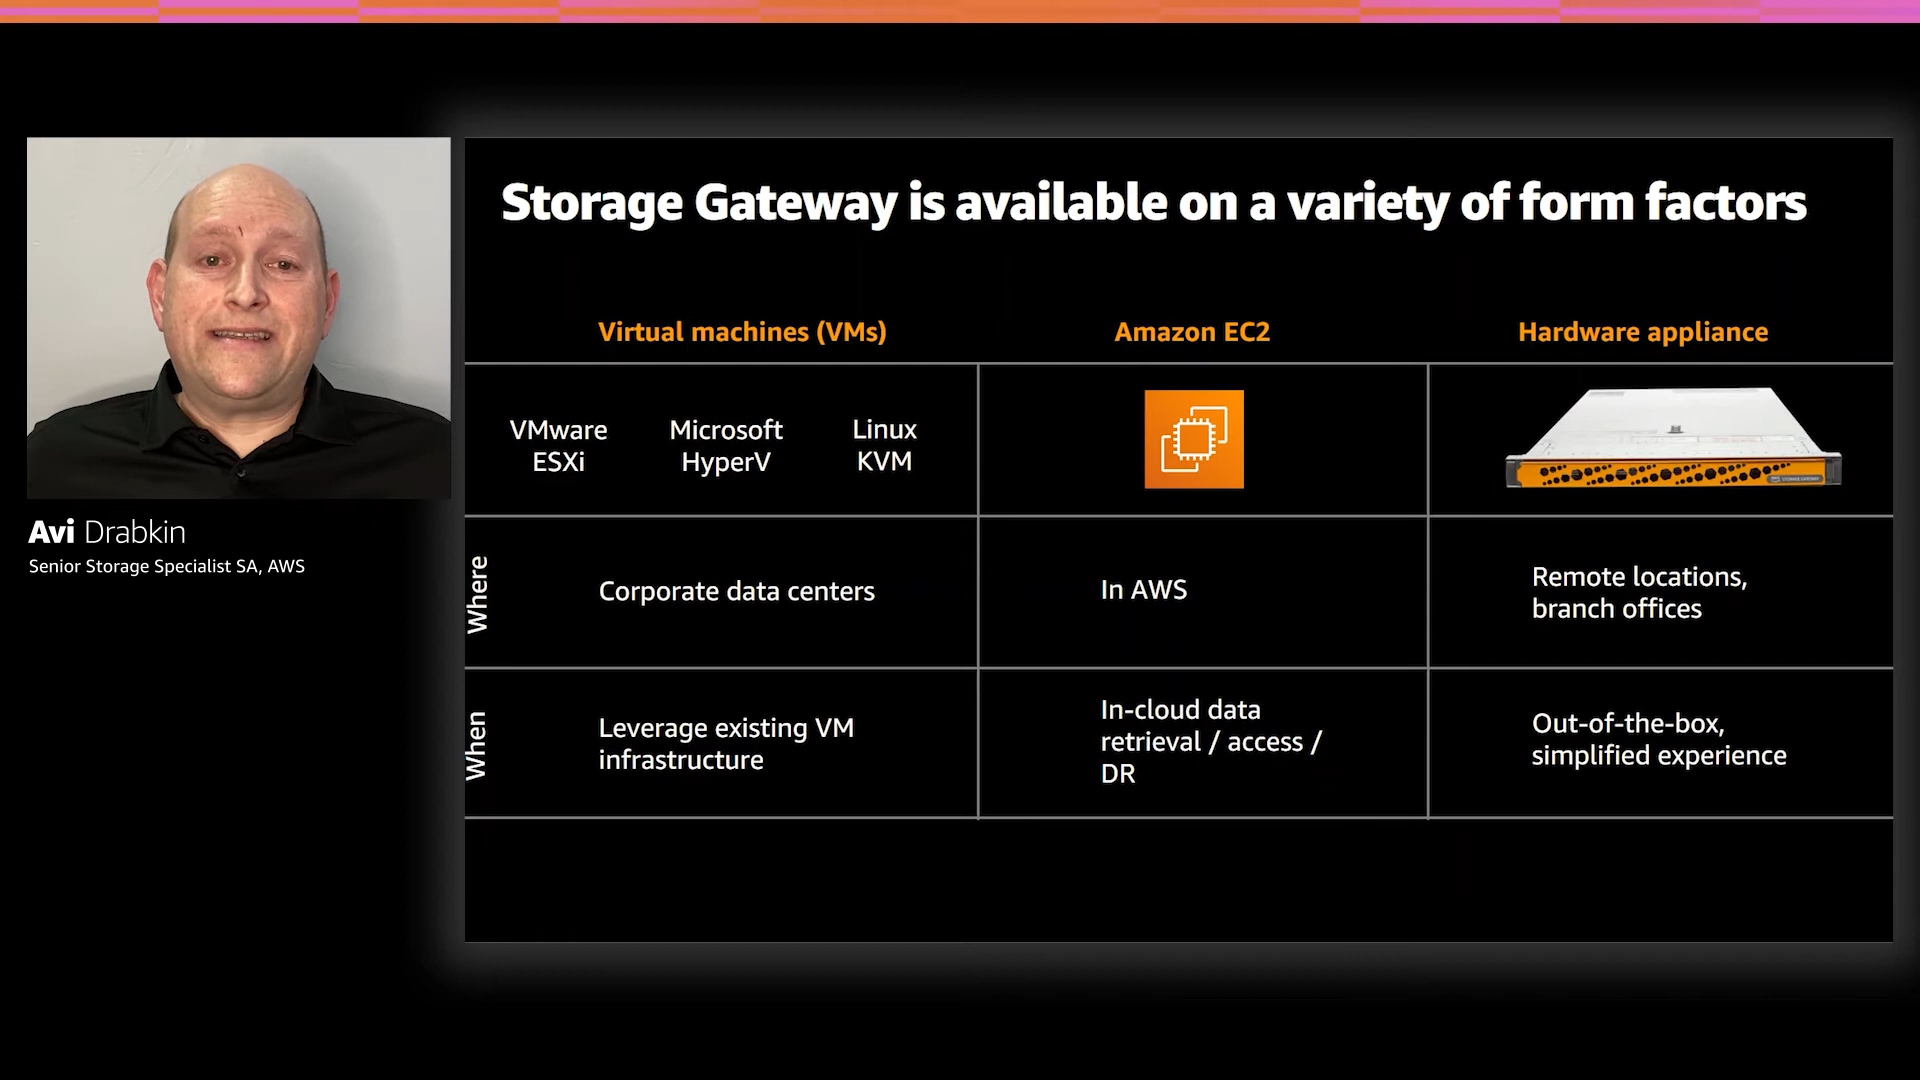 Storage Gateway is available on a variety of form factors
Virtual machines (VMs)
Amazon EC2
Hardware appliance
VMware
ESXi
Microsoft
HyperV
Linux
KVM
STORAGE GATEWAY
Where
Corporate data centers
In AWS
Remote locations,
branch offices
When
Leverage existing VM
infrastructure
In-cloud data
retrieval / access /
DR
Out-of-the-box,
simplified experience
Avi Drabkin
Senior Storage Specialist SA, AWS